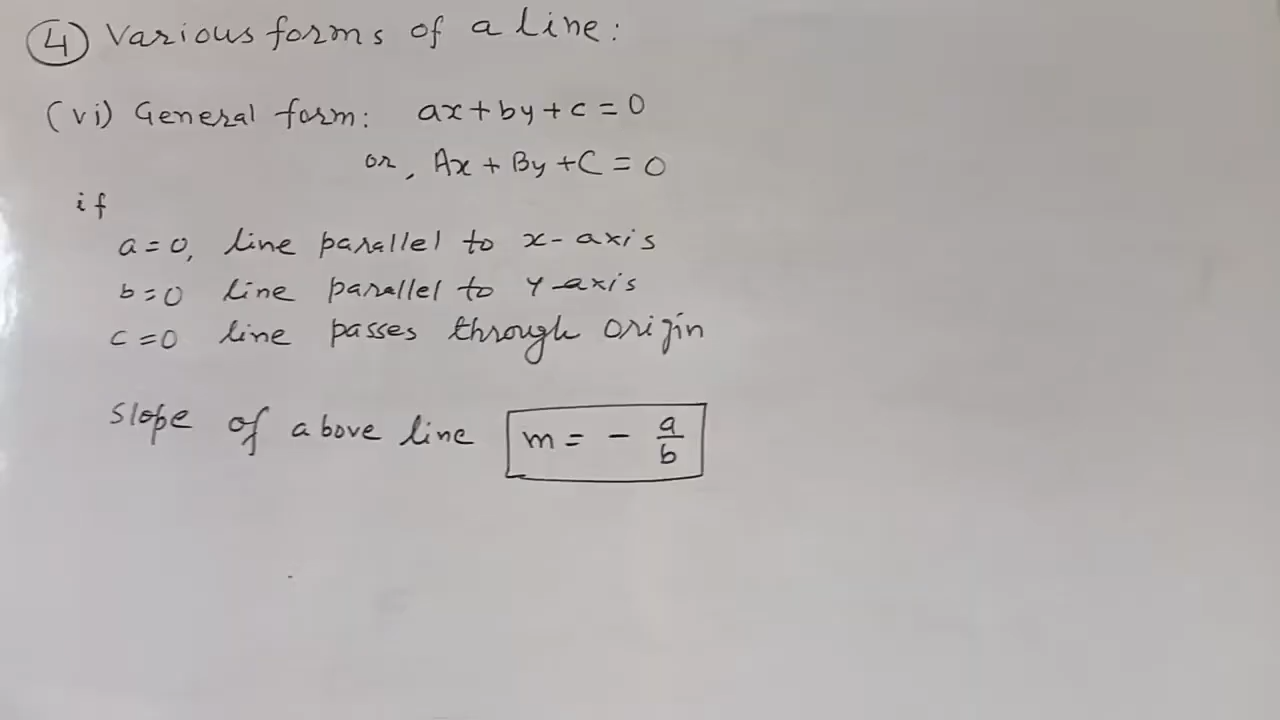 4 Various forms of a line:
(vi) General form: ax+by+c=0
or, Ax + By +C = 0
if
a=0, line parallel to x-axis
b=0 line parallel to y-axis
c=0 line passes through origin
slope of above line m = - a/b